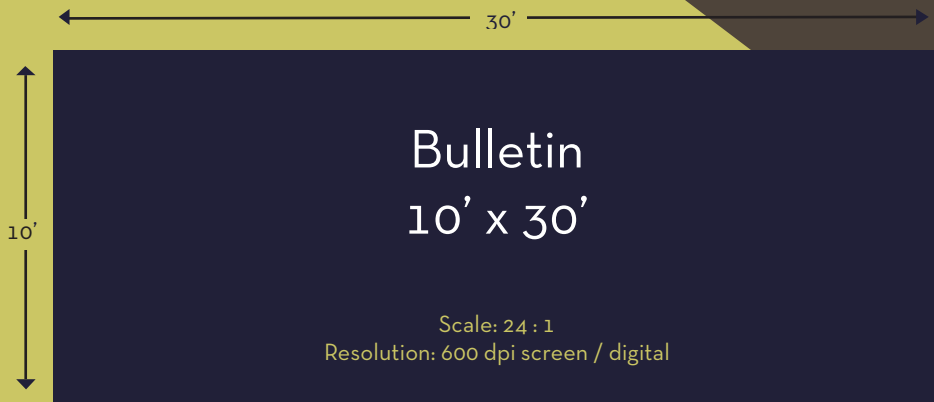 30’
Bulletin
10’ x 30’
10’
Scale: 24 : 1
Resolution: 600 dpi screen / digital